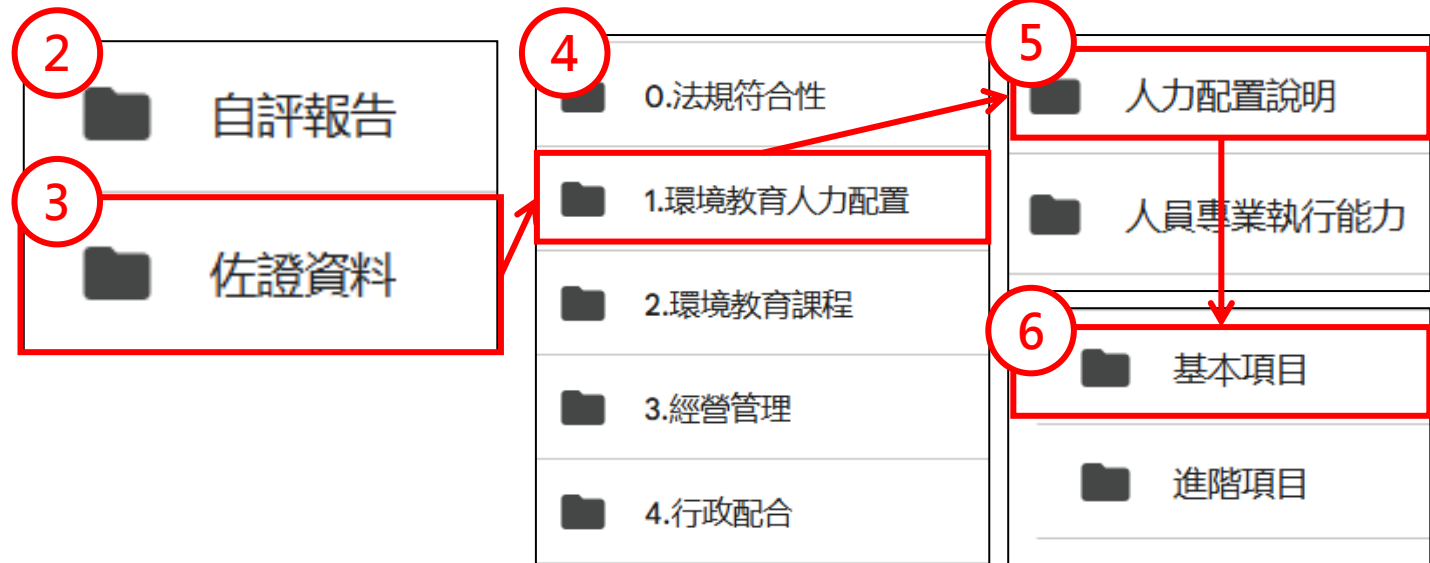 2
自評報告
3
佐證資料
4
0.法規符合性
1.環境教育人力配置
2.環境教育課程
3.經營管理
4.行政配合
5
人力配置說明
人員專業執行能力
6
基本項目
進階項目